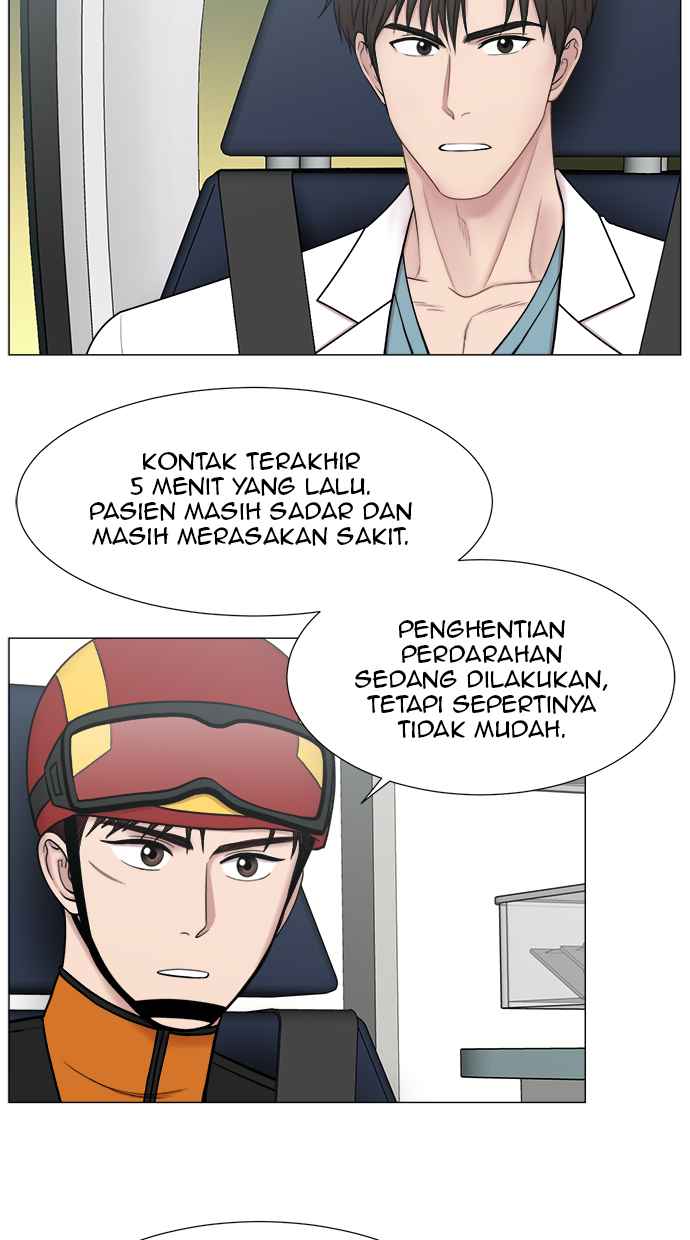 KONTAK TERAKHIR
5 MENIT YANG LALU.
PASIEN MASIH SADAR DAN
MASIH MERASAKAN SAKIT.
PENGHENTIAN
PERDARAHAN
SEDANG DILAKUKAN,
TETAPI SEPERTINYA
TIDAK MUDAH.